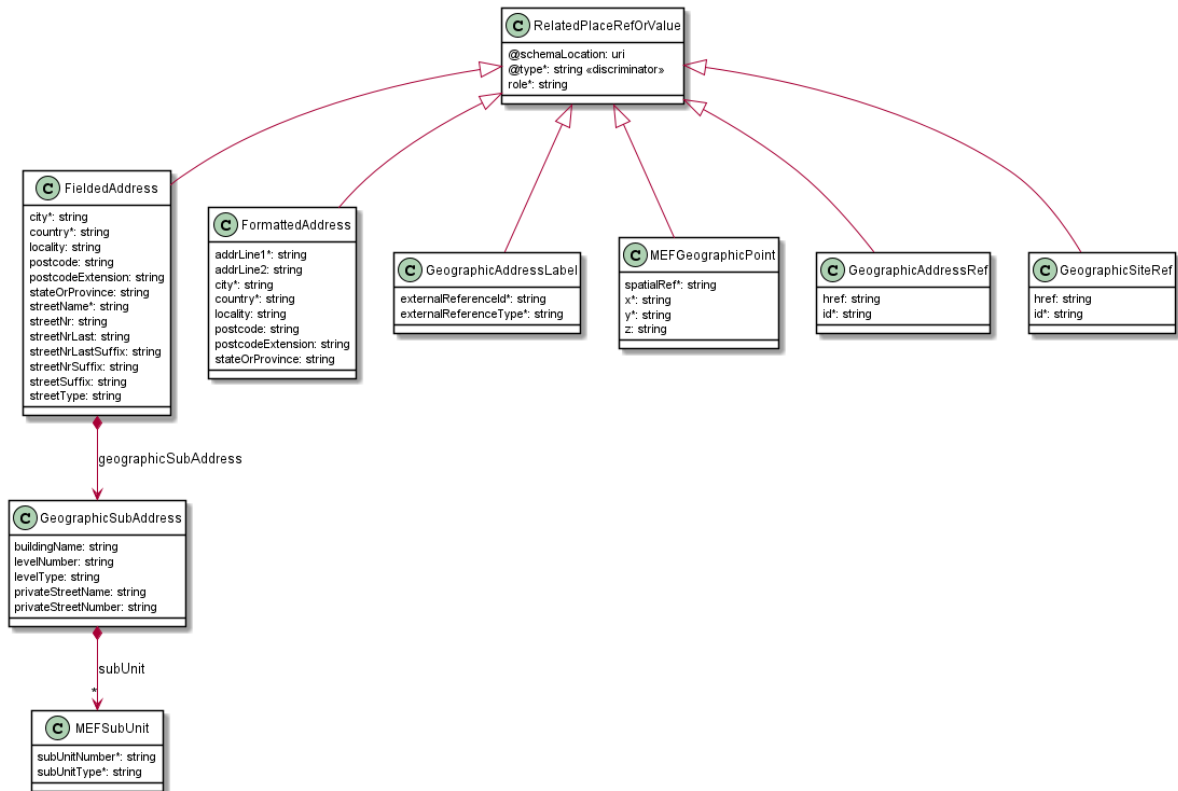 C RelatedPlaceRefOrValue
@schemaLocation: uri
@type*: string «discriminator»
role*: string
C FieldedAddress
city*: string
country*: string
locality: string
postcode: string
postcodeExtension: string
stateOrProvince: string
streetName*: string
streetNr: string
streetNrLast: string
streetNrLastSuffix: string
streetNrSuffix: string
streetSuffix: string
streetType: string
C FormattedAddress
addrLine1*: string
addrLine2: string
city*: string
country*: string
locality: string
postcode: string
postcodeExtension: string
stateOrProvince: string
C GeographicAddressLabel
externalReferenceId*: string
externalReferenceType*: string
C MEFGeographicPoint
spatialRef*: string
x*: string
y*: string
z: string
C GeographicAddressRef
href: string
id*: string
C GeographicSiteRef
href: string
id*: string
geographicSubAddress
C GeographicSubAddress
buildingName: string
levelNumber: string
levelType: string
privateStreetName: string
privateStreetNumber: string
subUnit
*
C MEFSubUnit
subUnitNumber*: string
subUnitType*: string